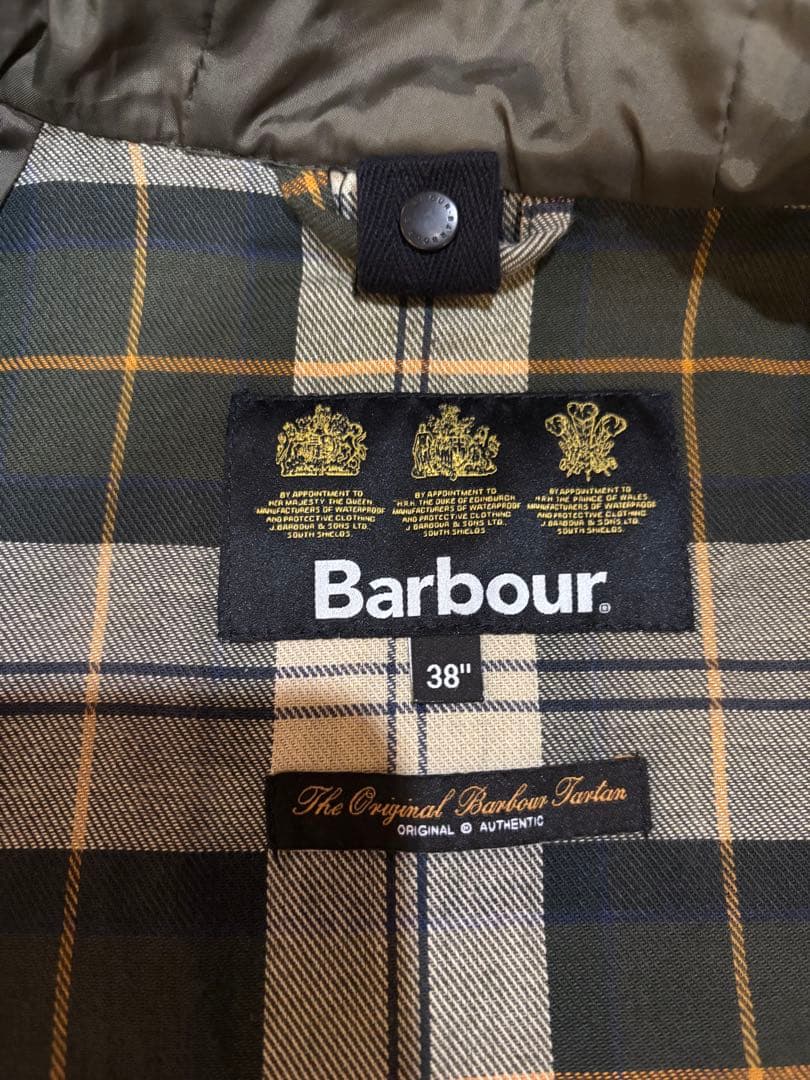 BY APPOINTMENT TO
HER MAJESTY THE QUEEN
MANUFACTURERS OF WATERPROOF
AND PROTECTIVE CLOTHING
J. BARBOUR & SONS LTD.
SOUTH SHIELDS.
BY APPOINTMENT TO
H.R.H. THE DUKE OF EDINBURGH
MANUFACTURERS OF WATERPROOF
AND PROTECTIVE CLOTHING
J. BARBOUR & SONS LTD.
SOUTH SHIELDS.
BY APPOINTMENT TO
H.R.H. THE PRINCE OF WALES
MANUFACTURERS OF WATERPROOF
AND PROTECTIVE CLOTHING
J. BARBOUR & SONS LTD.
SOUTH SHIELDS.
Barbour®
38"
The Original Barbour Tartan
ORIGINAL © AUTHENTIC